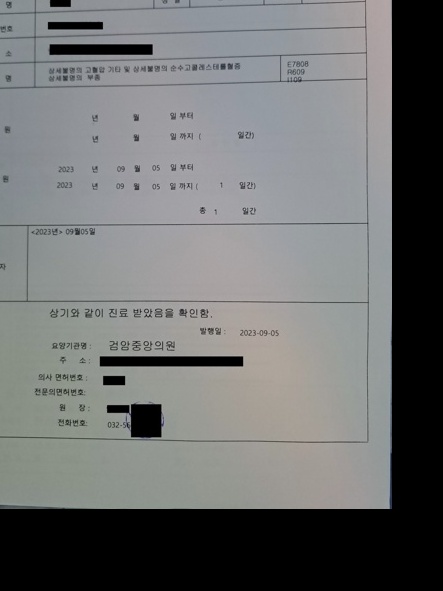 명
성 별
번호
소
상세불명의 고혈압 기타 및 상세불명의 순수고콜레스테롤혈증
상세불명의 부종
명
E7808
R609
I109
년 월 일 부터
원
년 월 일 까지 ( 일간)
2023 년 09 월 05 일 부터
원
2023 년 09 월 05 일 까지 ( 1 일간)
총 1 일간
<2023년> 09월05일
자
상기와 같이 진료 받았음을 확인함.
발행일 : 2023-09-05
요양기관명 : 검암중앙의원
주 소 :
의사 면허번호 :
전문의면허번호:
원 장 :
전화번호: 032-56